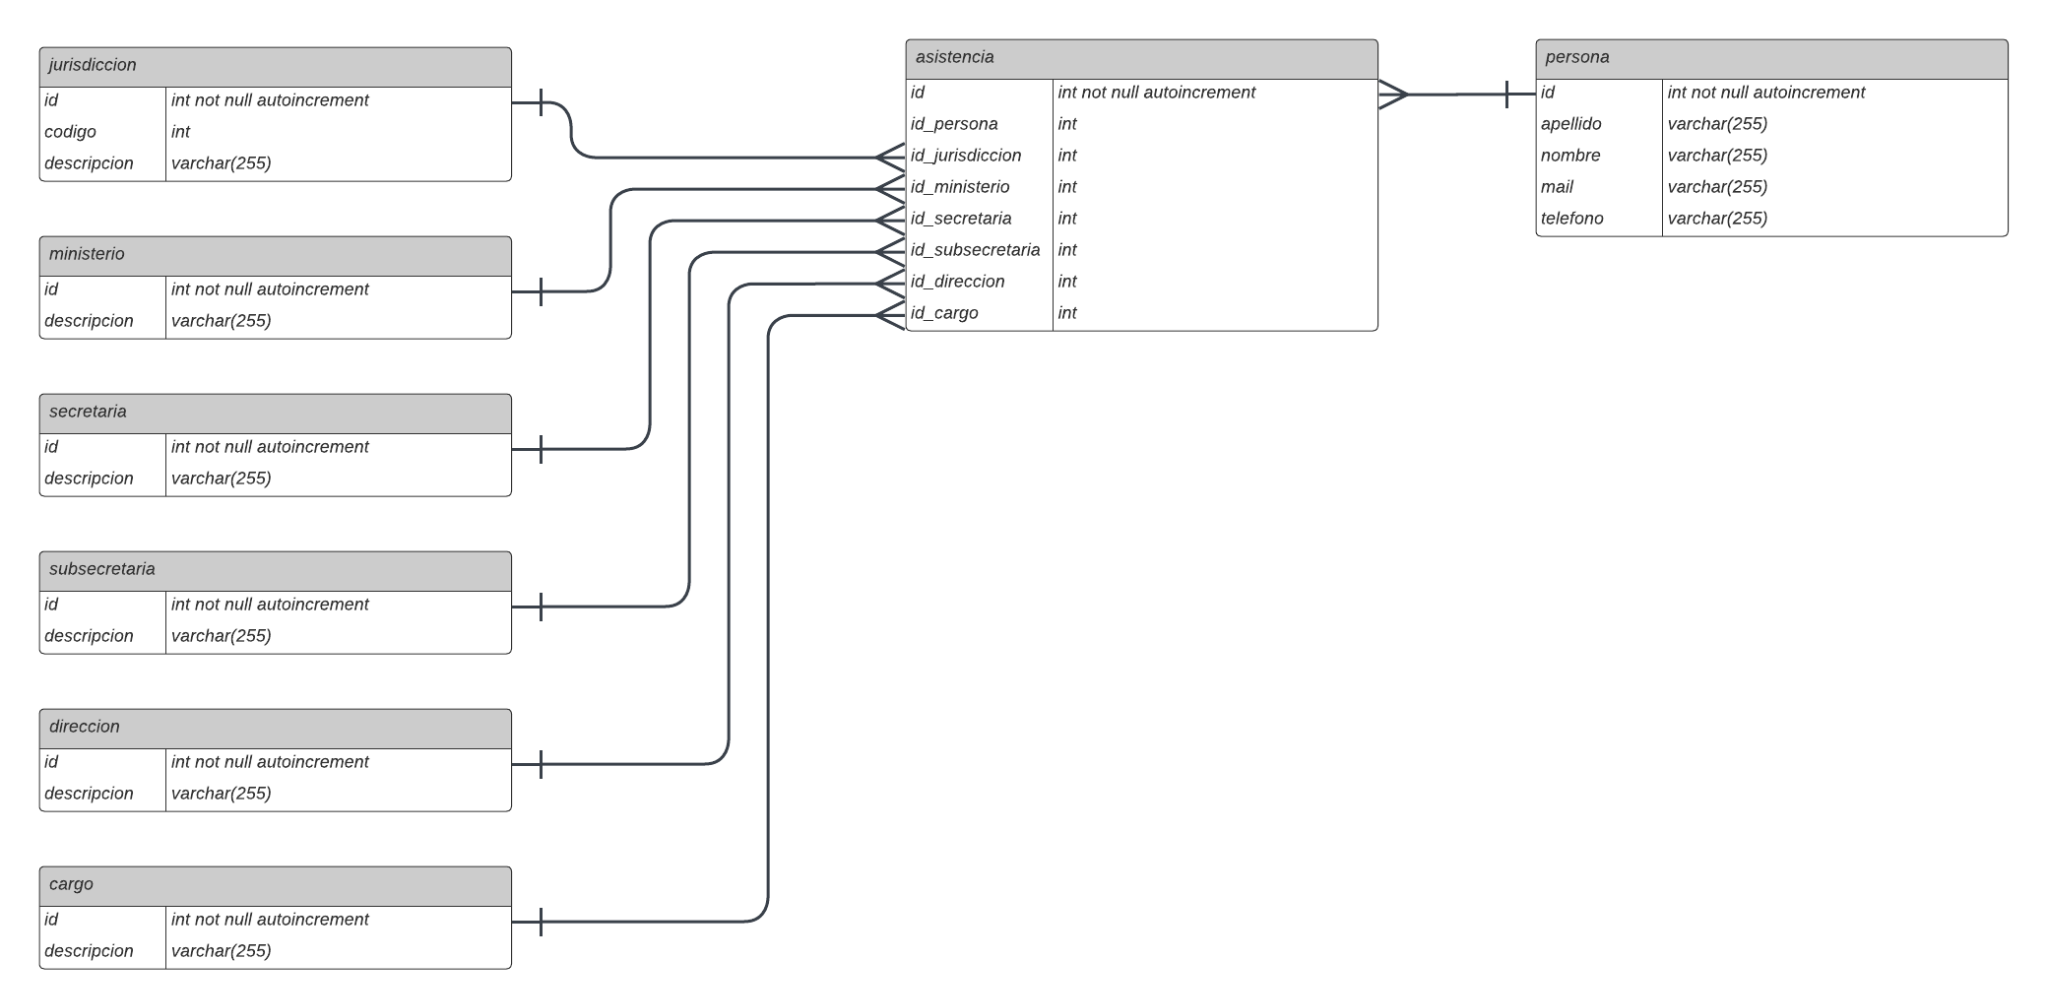 jurisdiccion
id int not null autoincrement
codigo int
descripcion varchar(255)
ministerio
id int not null autoincrement
descripcion varchar(255)
secretaria
id int not null autoincrement
descripcion varchar(255)
subsecretaria
id int not null autoincrement
descripcion varchar(255)
direccion
id int not null autoincrement
descripcion varchar(255)
cargo
id int not null autoincrement
descripcion varchar(255)
asistencia
id int not null autoincrement
id_persona int
id_jurisdiccion int
id_ministerio int
id_secretaria int
id_subsecretaria int
id_direccion int
id_cargo int
persona
id int not null autoincrement
apellido varchar(255)
nombre varchar(255)
mail varchar(255)
telefono varchar(255)